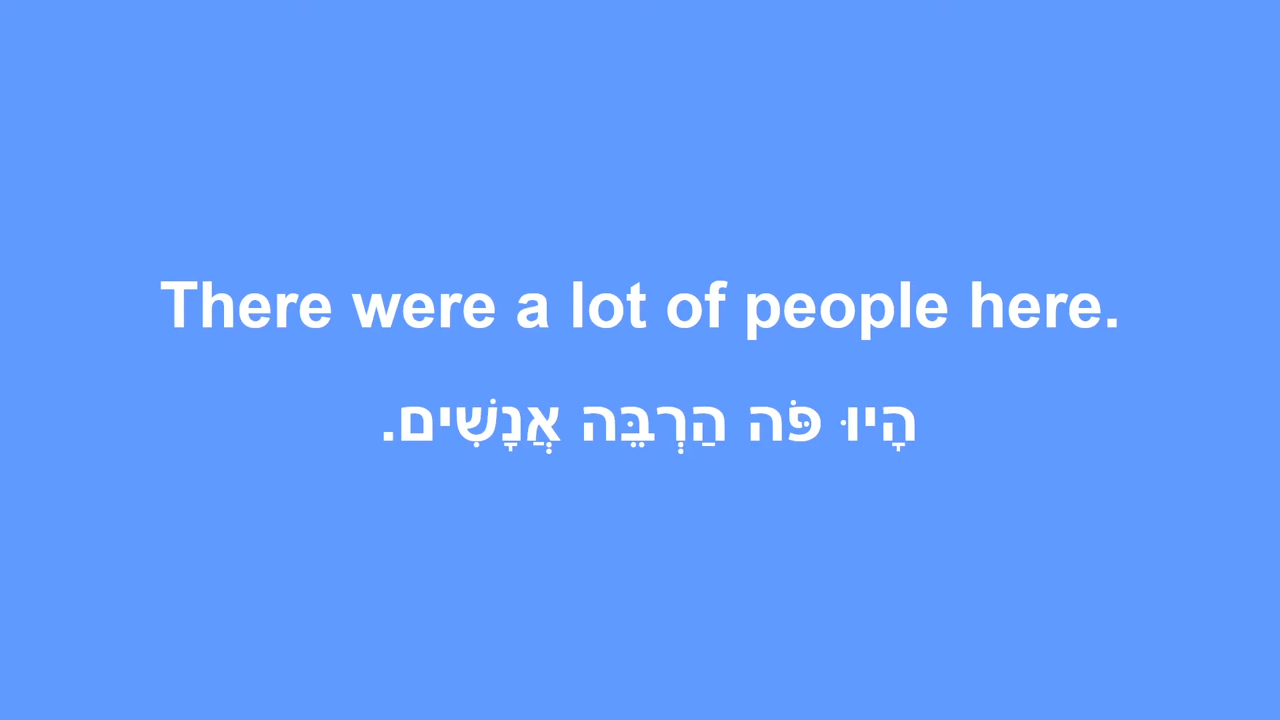 There were a lot of people here.
הָיוּ פֹּה הַרְבֵּה אֲנָשִׁים.